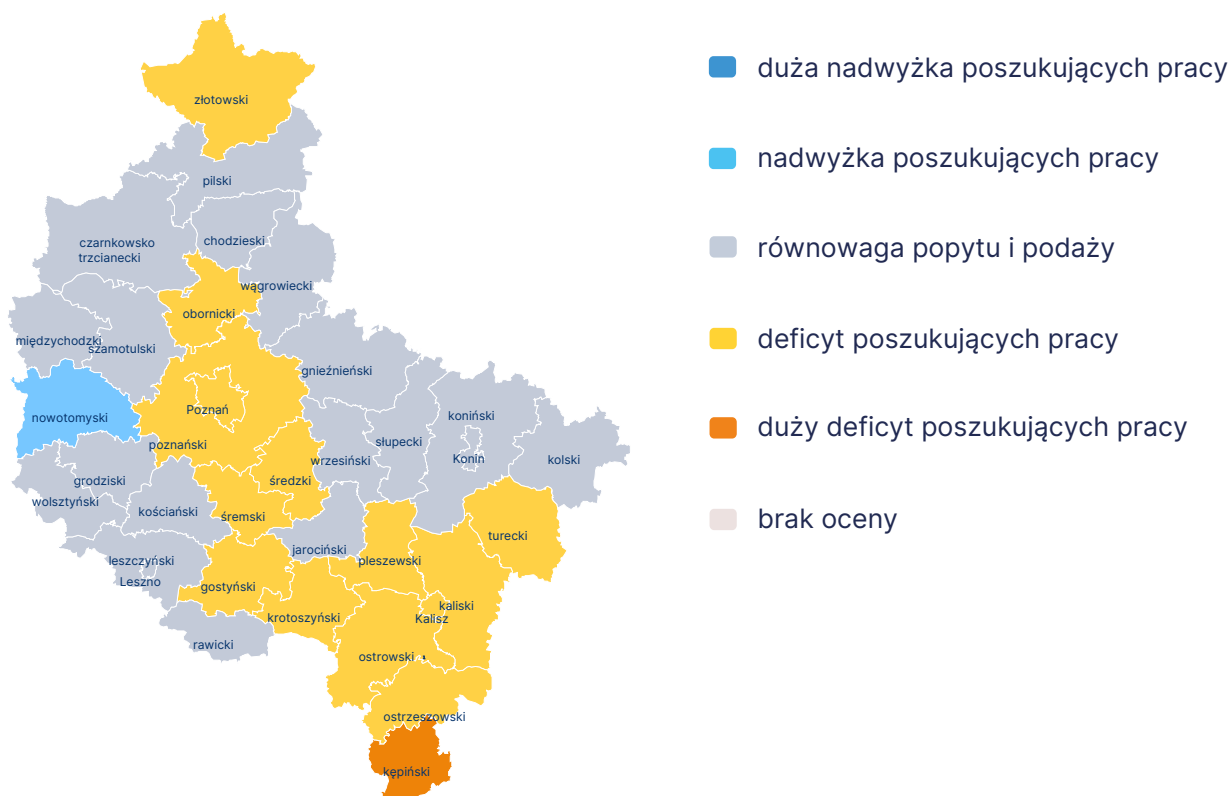 złotowski
pilski
czarnkowsko
trzcianecki
chodzieski
wągrowiecki
obornicki
międzychodzki
szamotulski
gnieźnieński
nowotomyski
Poznań
poznański
koniński
słupecki
Konin
kolski
wrzesiński
grodziski
średzki
wolsztyński
kościański
śremski
turecki
jarociński
leszczyński
pleszewski
Leszno
gostyński
kaliski
krotoszyński
Kalisz
rawicki
ostrowski
ostrzeszowski
kępiński
duża nadwyżka poszukujących pracy
nadwyżka poszukujących pracy
równowaga popytu i podaży
deficyt poszukujących pracy
duży deficyt poszukujących pracy
brak oceny